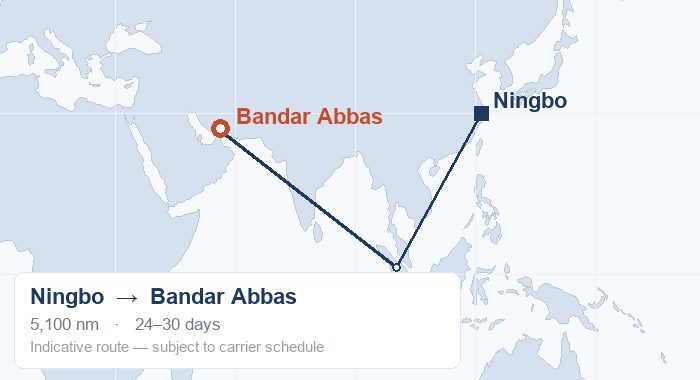 Ningbo
Bandar Abbas
Ningbo → Bandar Abbas
5,100 nm · 24–30 days
Indicative route — subject to carrier schedule